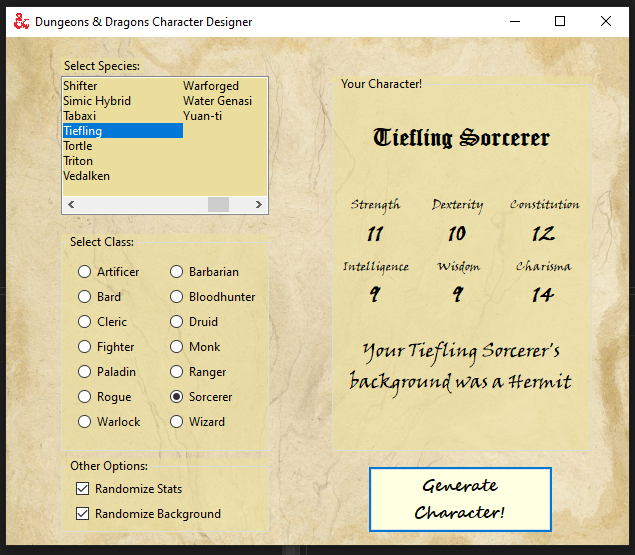 Dungeons & Dragons Character Designer
Select Species:
Shifter
Simic Hybrid
Tabaxi
Tiefling
Tortle
Triton
Vedalken
Warforged
Water Genasi
Yuan-ti
Select Class:
Artificer Barbarian
Bard Bloodhunter
Cleric Druid
Fighter Monk
Paladin Ranger
Rogue Sorcerer
Warlock Wizard
Other Options:
Randomize Stats
Randomize Background
Your Character!
Tiefling Sorcerer
Strength Dexterity Constitution
11 10 12
Intelligence Wisdom Charisma
9 9 14
Your Tiefling Sorcerer's
background was a Hermit
Generate
Character!